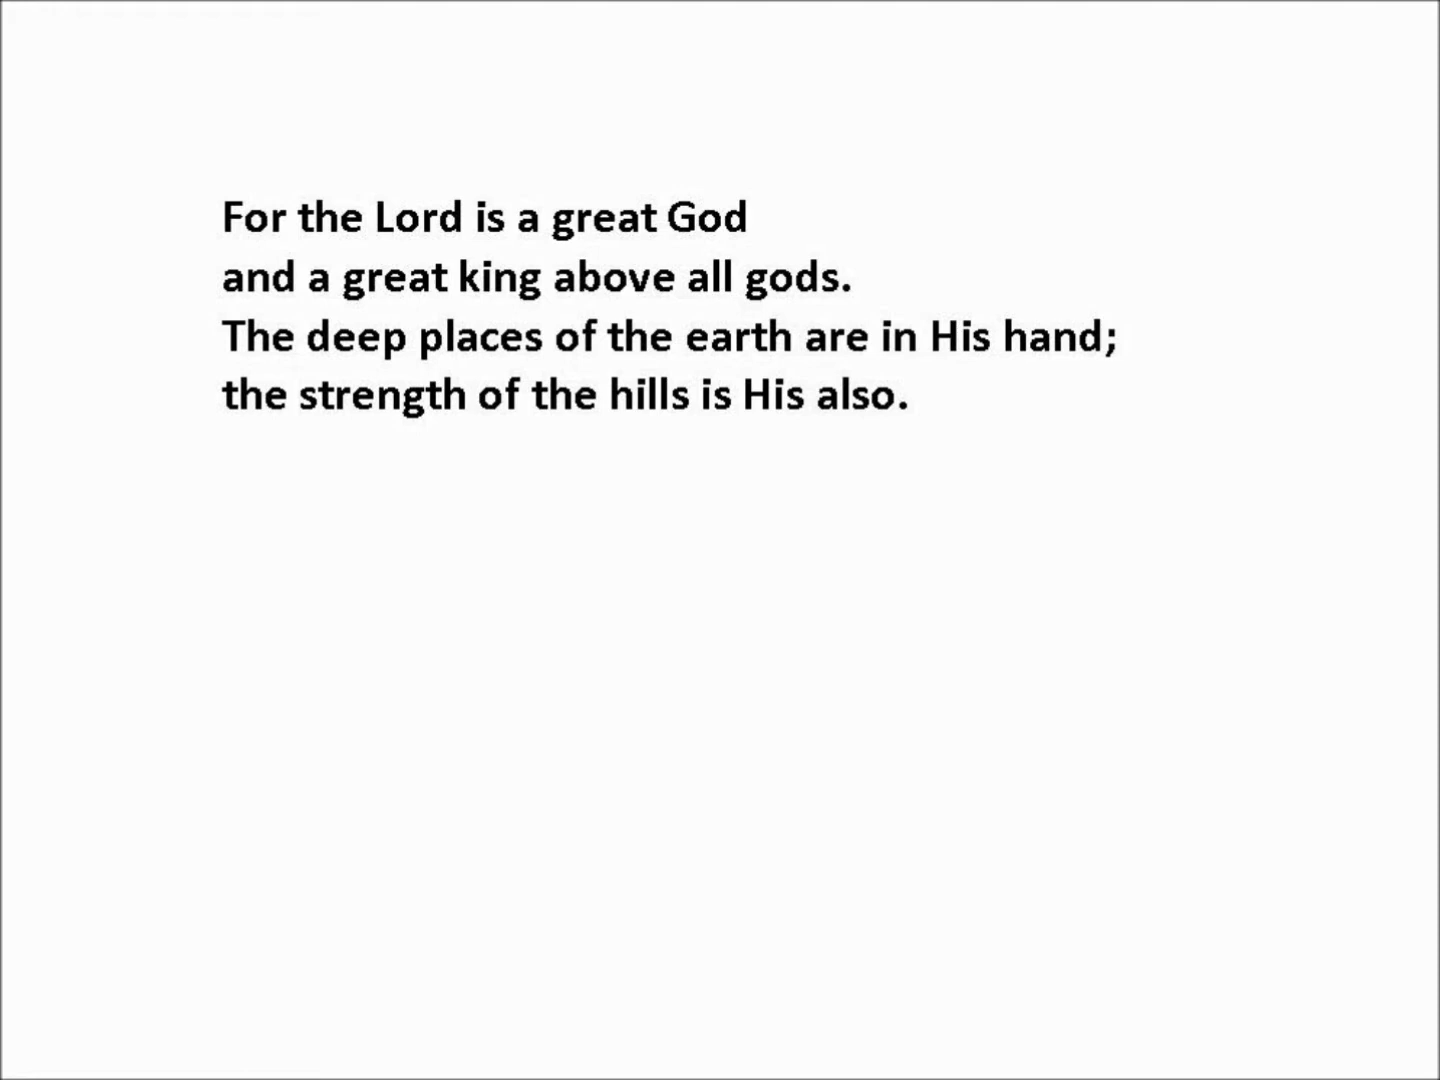 For the Lord is a great God
and a great king above all gods.
The deep places of the earth are in His hand;
the strength of the hills is His also.